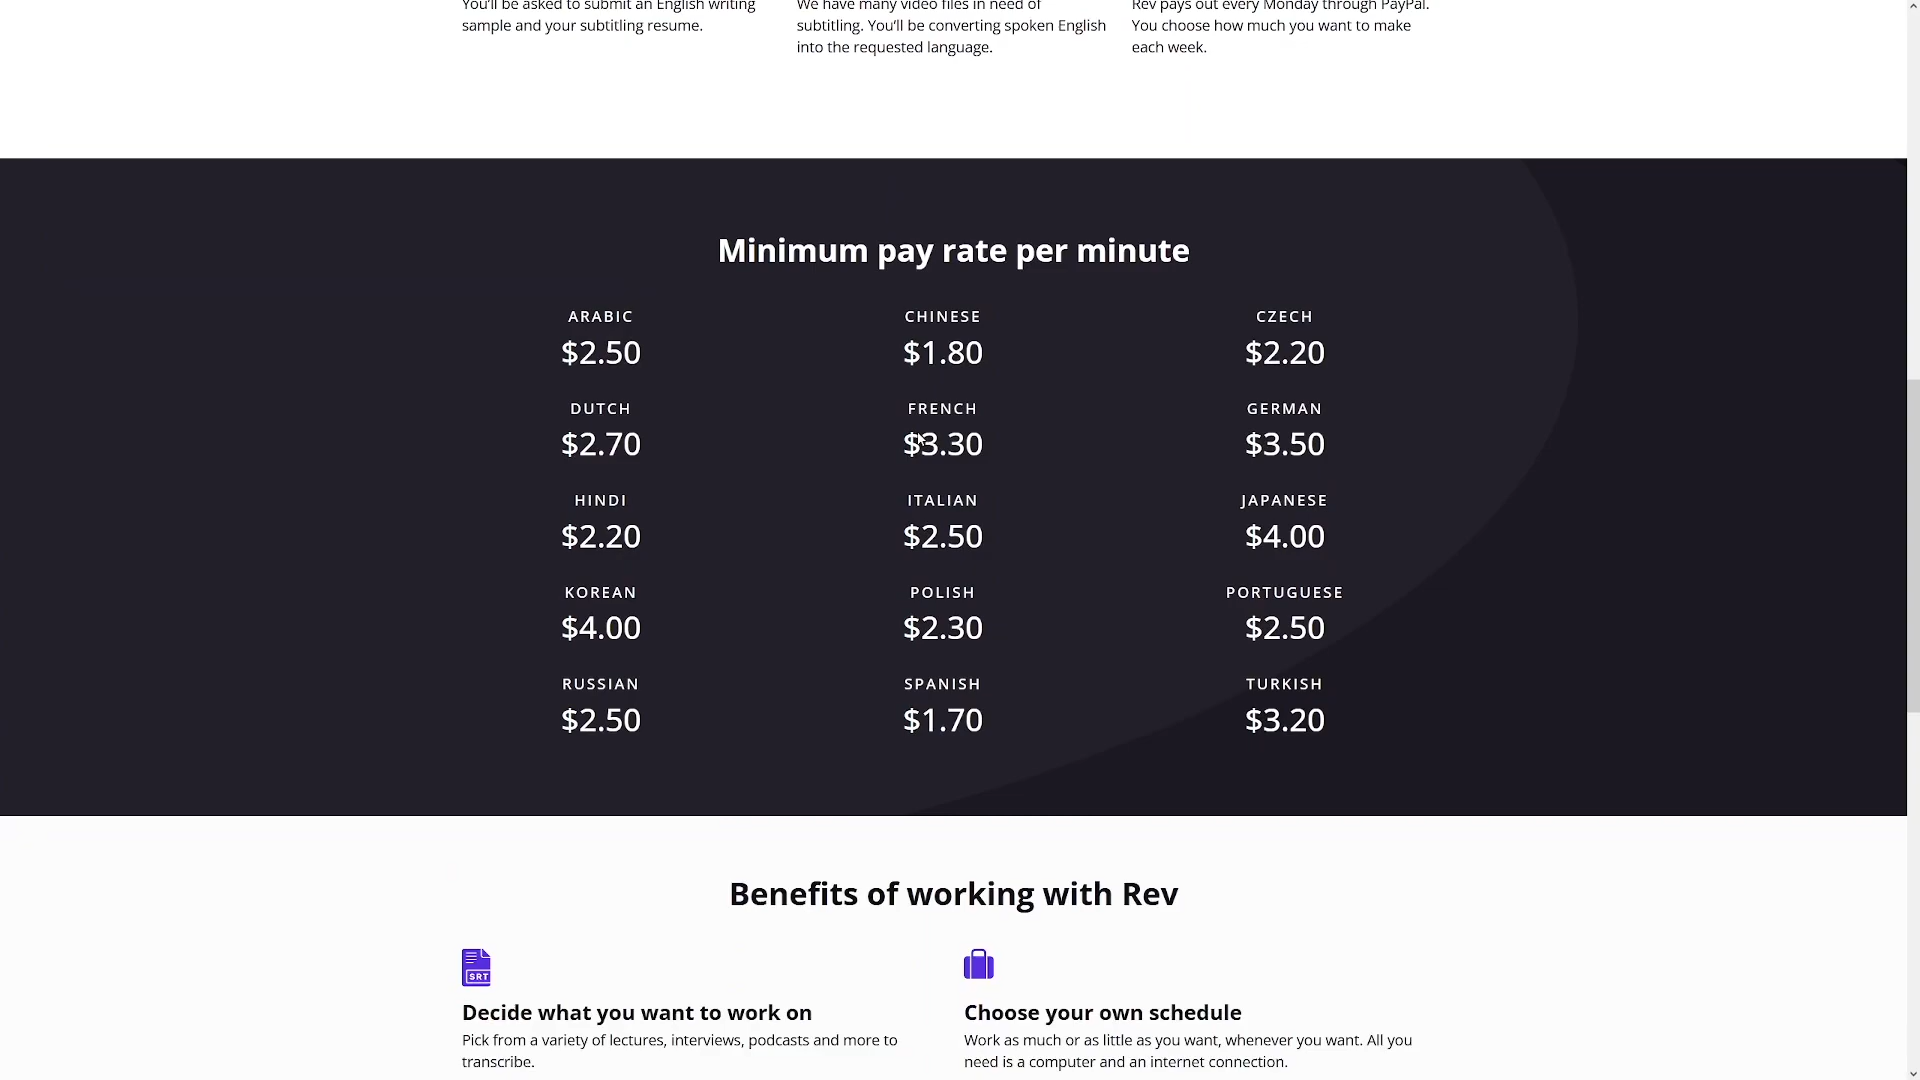 You'll be asked to submit an English writing
sample and your subtitling resume.
We have many video files in need of
subtitling. You'll be converting spoken English
into the requested language.
Rev pays out every Monday through PayPal.
You choose how much you want to make
each week.
Minimum pay rate per minute
ARABIC
$2.50
CHINESE
$1.80
CZECH
$2.20
DUTCH
$2.70
FRENCH
$3.30
GERMAN
$3.50
HINDI
$2.20
ITALIAN
$2.50
JAPANESE
$4.00
KOREAN
$4.00
POLISH
$2.30
PORTUGUESE
$2.50
RUSSIAN
$2.50
SPANISH
$1.70
TURKISH
$3.20
Benefits of working with Rev
SRT
Decide what you want to work on
Pick from a variety of lectures, interviews, podcasts and more to
transcribe.
Choose your own schedule
Work as much or as little as you want, whenever you want. All you
need is a computer and an internet connection.